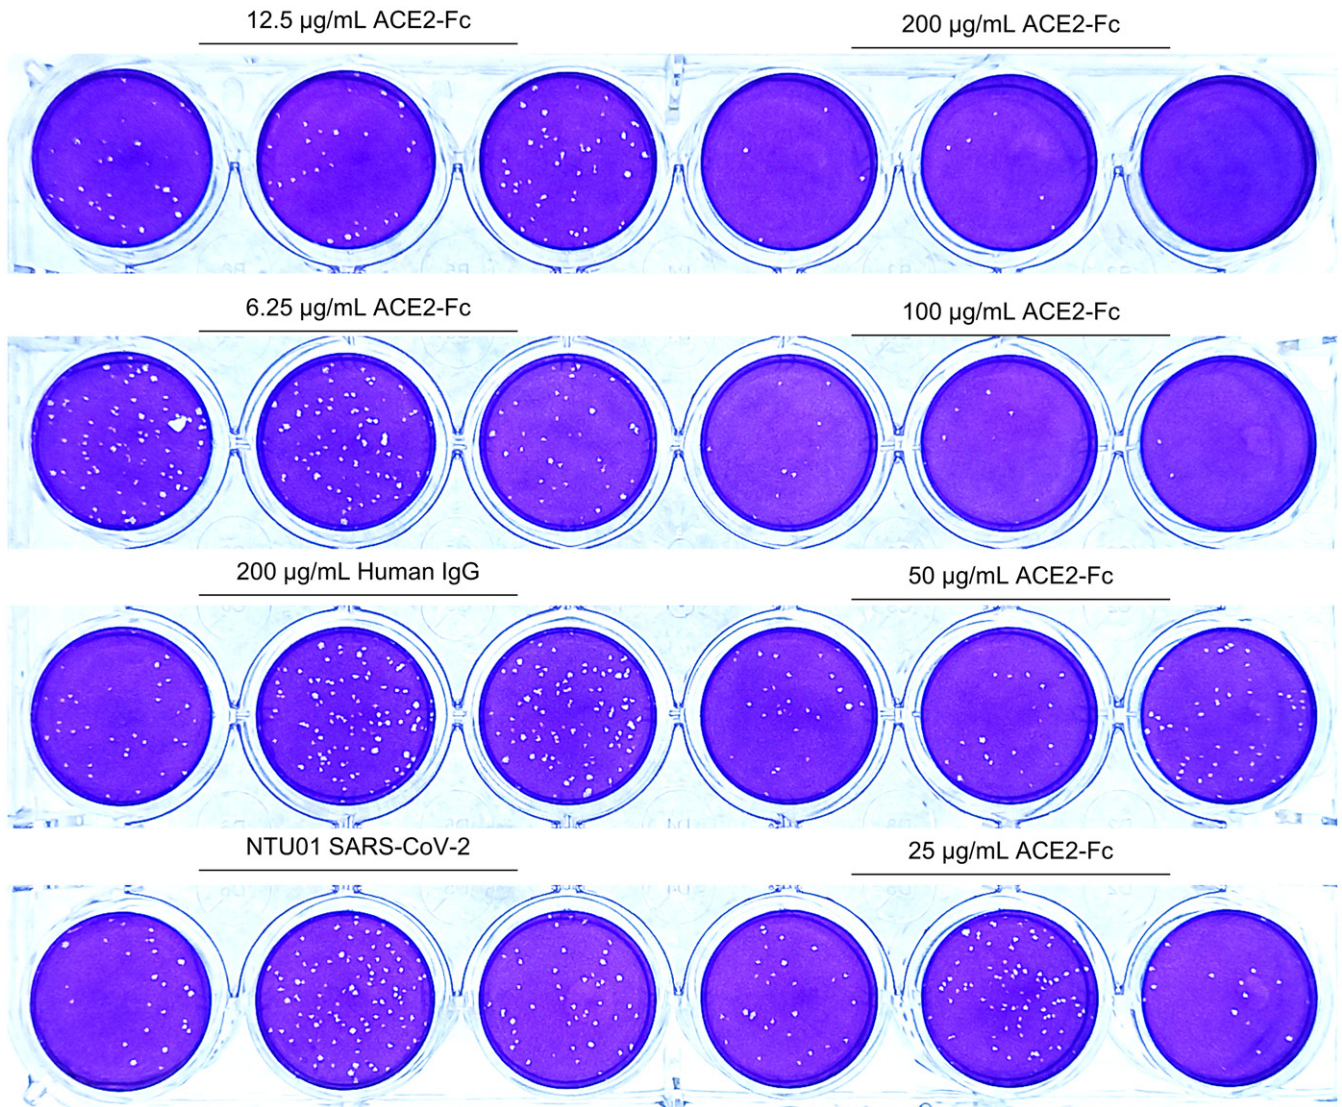 12.5 µg/mL ACE2-Fc
200 µg/mL ACE2-Fc
6.25 µg/mL ACE2-Fc
100 µg/mL ACE2-Fc
200 µg/mL Human IgG
50 µg/mL ACE2-Fc
NTU01 SARS-CoV-2
25 µg/mL ACE2-Fc